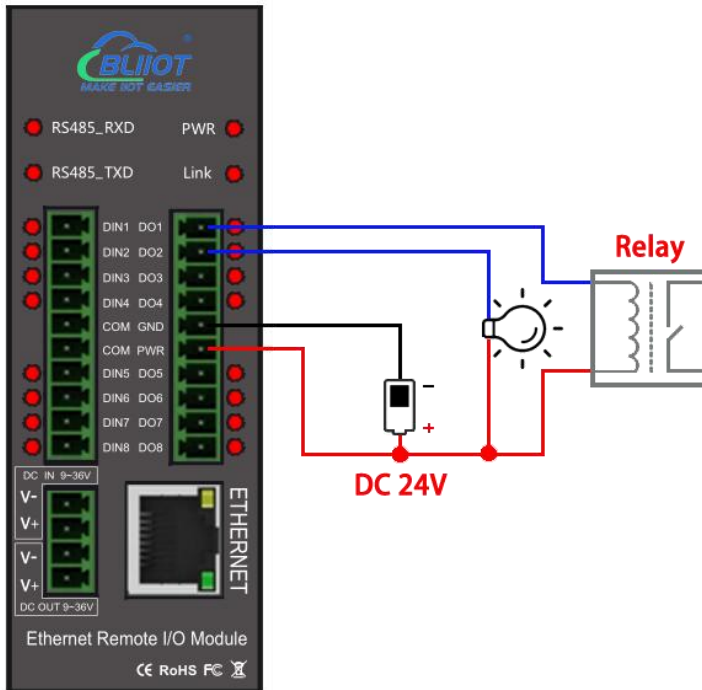 BLIIOT
MAKE IIOT EASIER
RS485_RXD PWR
RS485_TXD Link
DIN1 DO1
DIN2 DO2
DIN3 DO3
DIN4 DO4
COM GND
COM PWR
DIN5 DO5
DIN6 DO6
DIN7 DO7
DIN8 DO8
Relay
-
+
DC 24V
DC IN 9~36V
V-
V+
V-
V+
DC OUT 9~36V
ETHERNET
Ethernet Remote I/O Module
CE RoHS FC